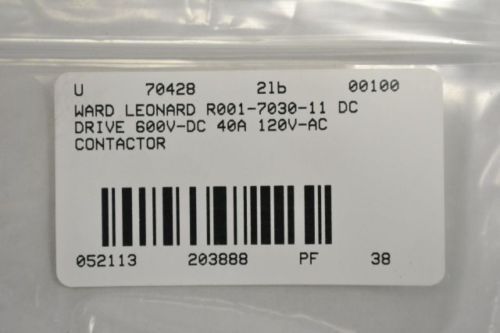 U 70428 2lb 00100
WARD LEONARD R001-7030-11 DC
DRIVE 600V-DC 40A 120V-AC
CONTACTOR
052113 203888 PF 38